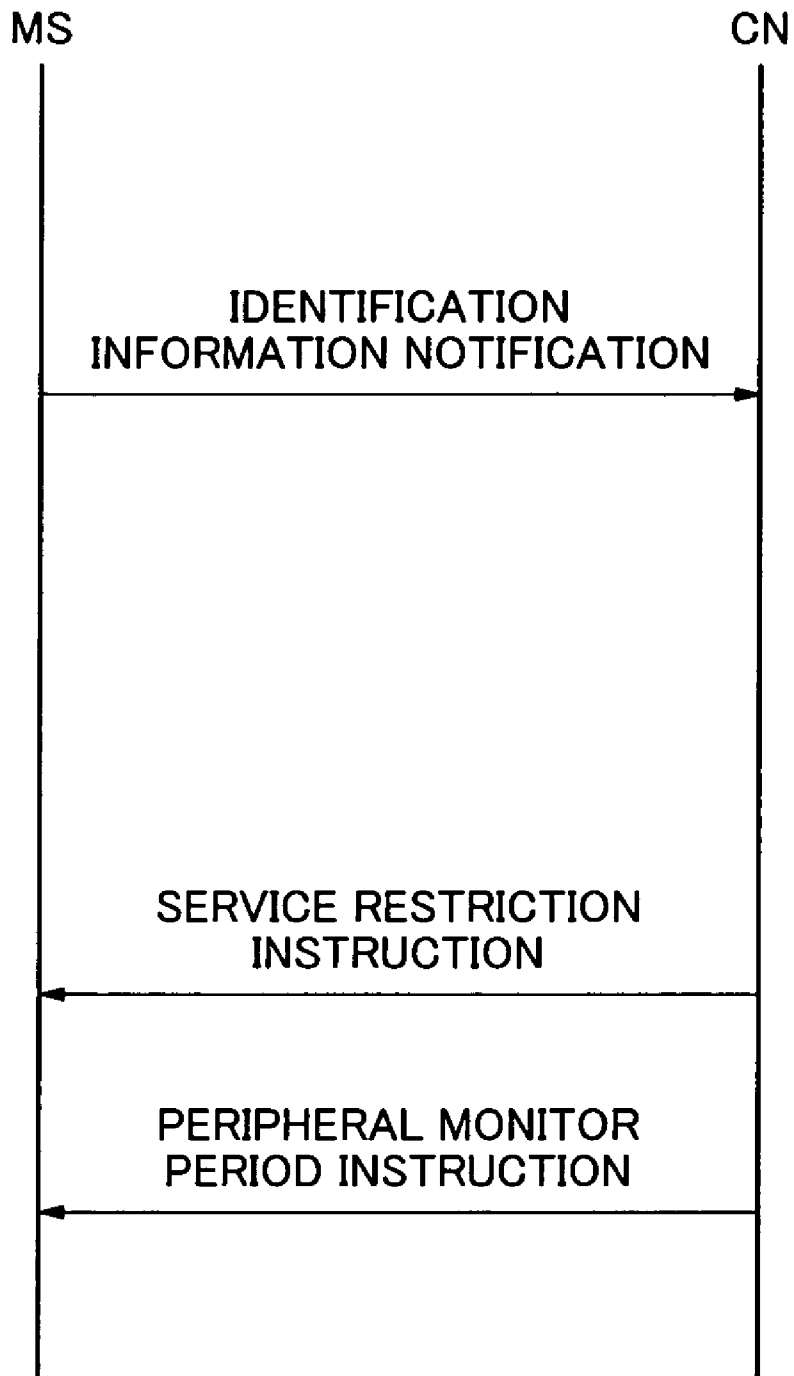 MS CN
IDENTIFICATION
INFORMATION NOTIFICATION
SERVICE RESTRICTION
INSTRUCTION
PERIPHERAL MONITOR
PERIOD INSTRUCTION